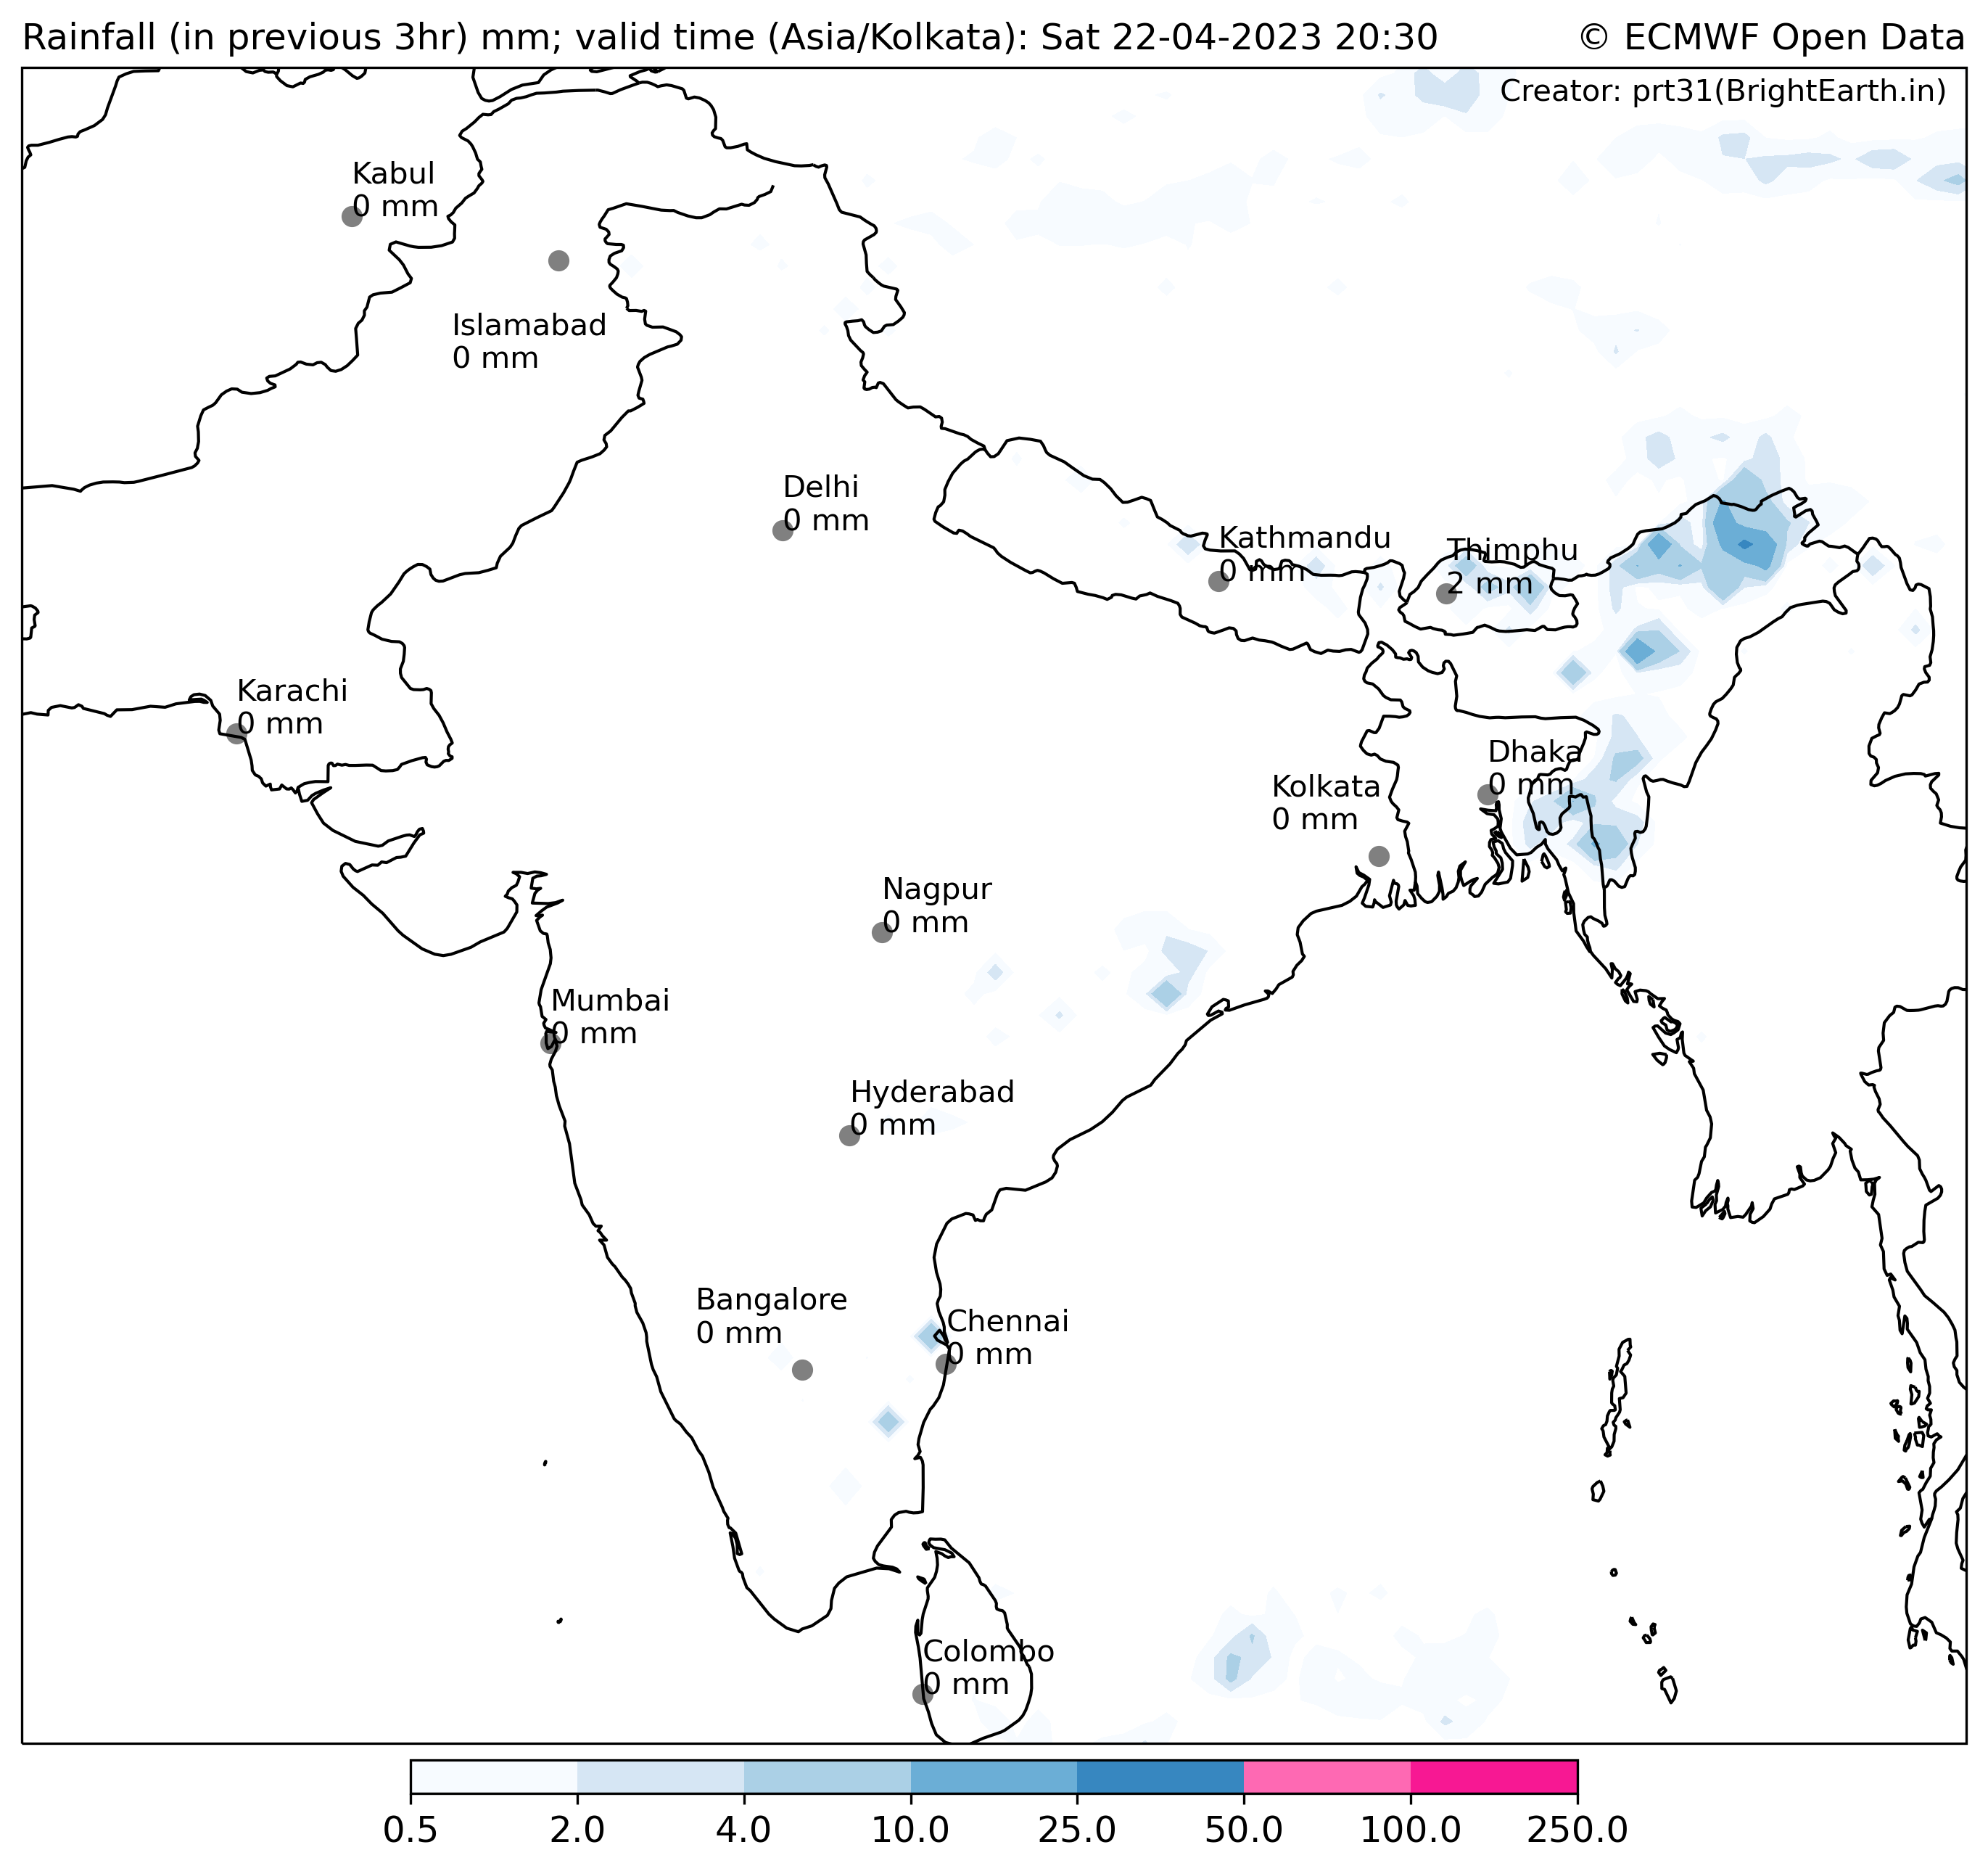 Rainfall (in previous 3hr) mm; valid time (Asia/Kolkata): Sat 22-04-2023 20:30
© ECMWF Open Data
Creator: prt31(BrightEarth.in)
Kabul
0 mm
Islamabad
0 mm
Delhi
0 mm
Kathmandu
0 mm
Thimphu
2 mm
Karachi
0 mm
Dhaka
0 mm
Kolkata
0 mm
Nagpur
0 mm
Mumbai
0 mm
Hyderabad
0 mm
Bangalore
0 mm
Chennai
0 mm
Colombo
0 mm
0.5 2.0 4.0 10.0 25.0 50.0 100.0 250.0